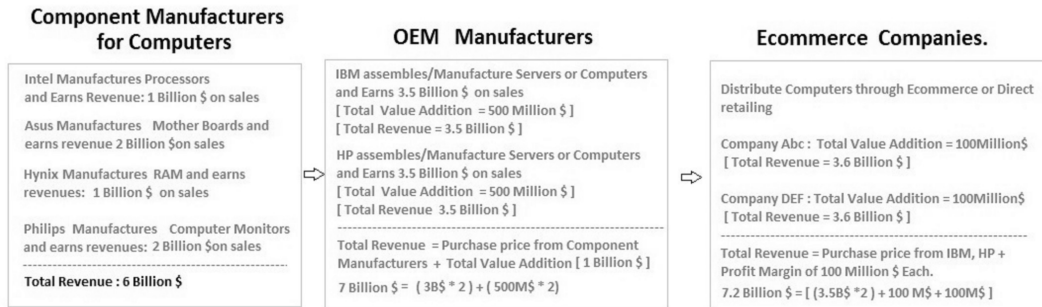 Component Manufacturers
for Computers
Intel Manufactures Processors
and Earns Revenue: 1 Billion $ on sales
Asus Manufactures Mother Boards and
earns revenue 2 Billion $on sales
Hynix Manufactures RAM and earns
revenues: 1 Billion $ on sales
Philips Manufactures Computer Monitors
and earns revenues: 2 Billion $on sales
Total Revenue : 6 Billion $
OEM Manufacturers
IBM assembles/Manufacture Servers or Computers
and Earns 3.5 Billion $ on sales
[ Total Value Addition = 500 Million $ ]
[ Total Revenue = 3.5 Billion $ ]
HP assembles/Manufacture Servers or Computers
and Earns 3.5 Billion $ on sales
[ Total Value Addition = 500 Million $ ]
[ Total Revenue 3.5 Billion $ ]
Total Revenue = Purchase price from Component
Manufacturers + Total Value Addition [ 1 Billion $ ]
7 Billion $ = ( 3B$ * 2 ) + ( 500M$ * 2)
Ecommerce Companies.
Distribute Computers through Ecommerce or Direct
retailing
Company Abc : Total Value Addition = 100Million$
[ Total Revenue = 3.6 Billion $ ]
Company DEF : Total Value Addition = 100Million$
[ Total Revenue = 3.6 Billion $ ]
Total Revenue = Purchase price from IBM, HP +
Profit Margin of 100 Million $ Each.
7.2 Billion $ = [ (3.5B$ *2 ) + 100 M$ + 100M$ ]